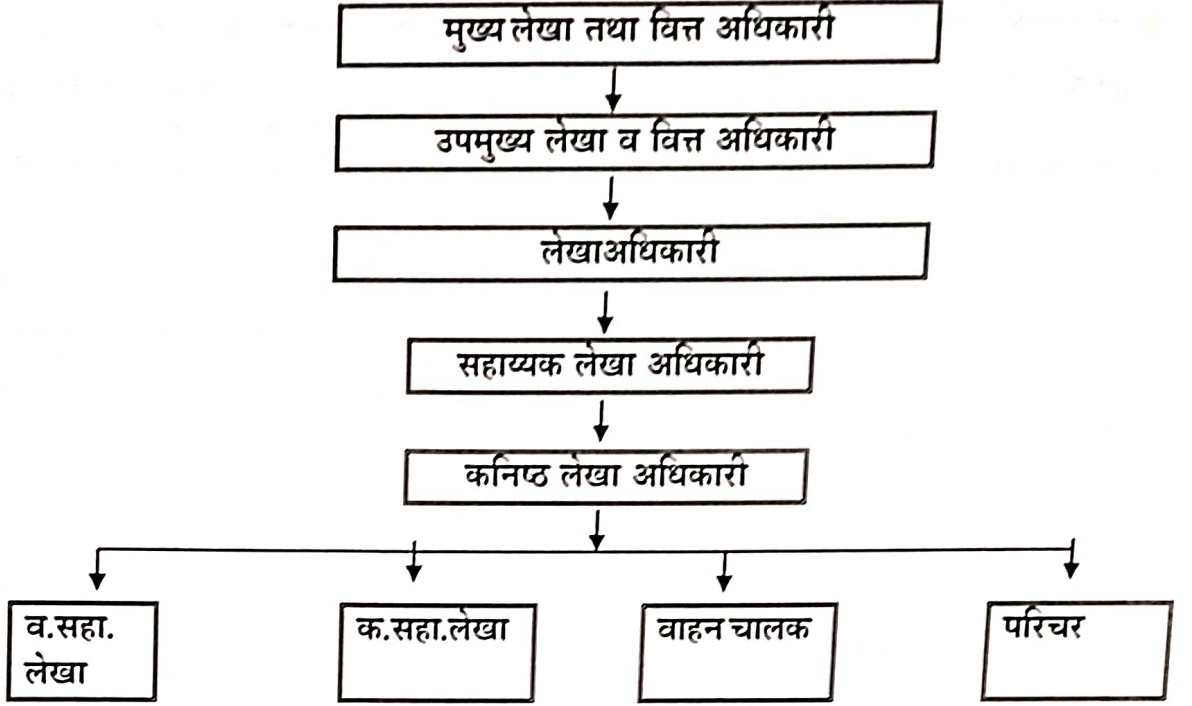 मुख्य लेखा तथा वित्त अधिकारी
उपमुख्य लेखा व वित्त अधिकारी
लेखाअधिकारी
सहाय्यक लेखा अधिकारी
कनिष्ठ लेखा अधिकारी
व.सहा.
लेखा
क.सहा.लेखा
वाहन चालक
परिचर